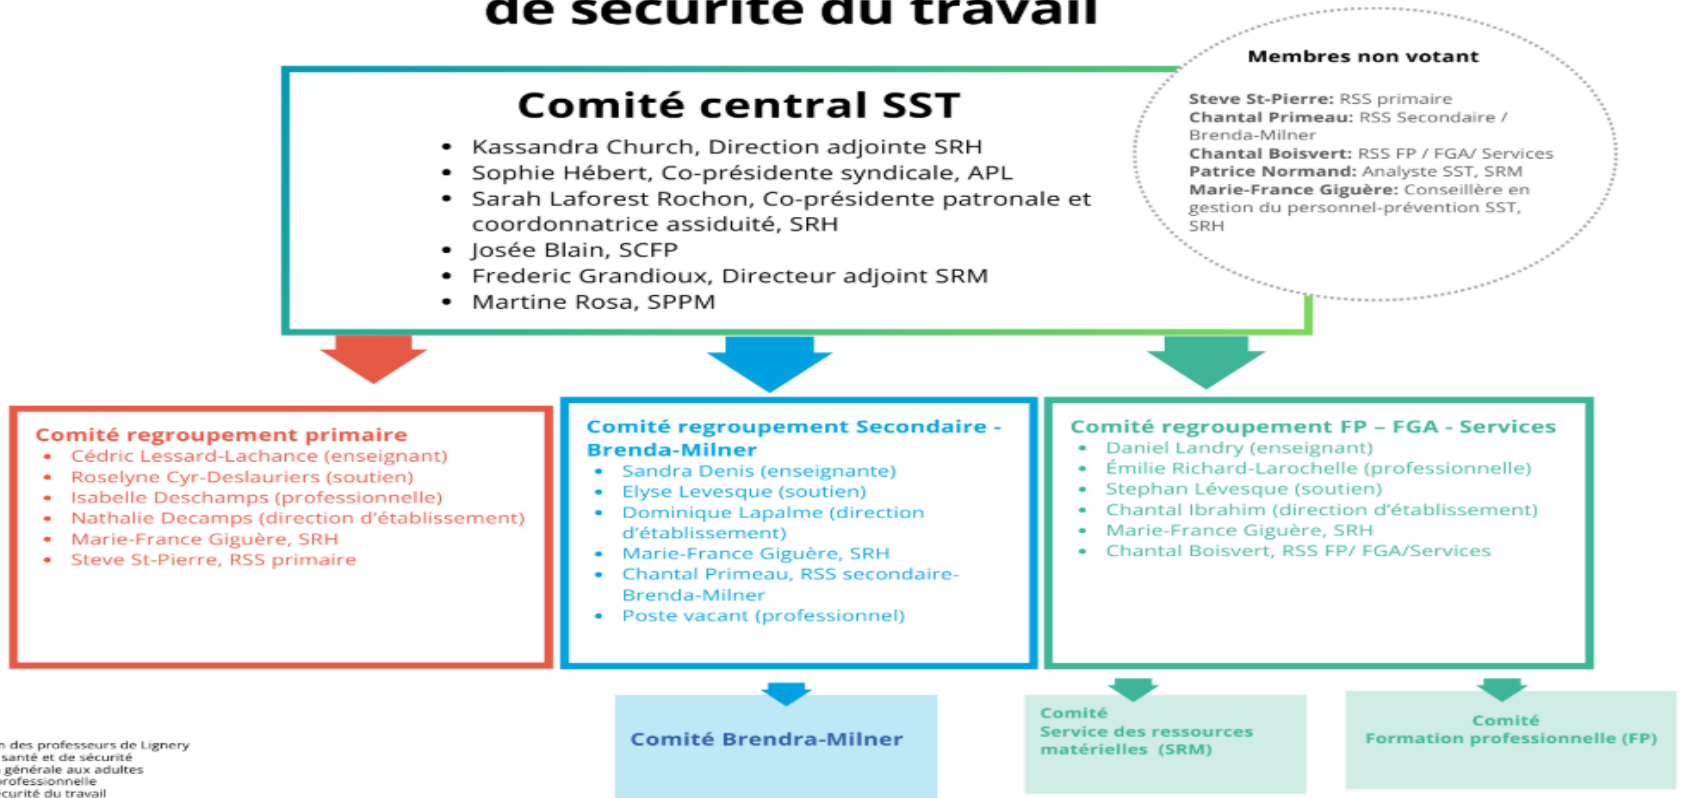 de sécurité du travail
Membres non votant
Steve St-Pierre: RSS primaire
Chantal Primeau: RSS Secondaire /
Brenda-Milner
Chantal Boisvert: RSS FP / FGA/ Services
Patrice Normand: Analyste SST, SRM
Marie-France Giguère: Conseillère en
gestion du personnel-prévention SST,
SRH
Comité central SST
• Kassandra Church, Direction adjointe SRH
• Sophie Hébert, Co-présidente syndicale, APL
• Sarah Laforest Rochon, Co-présidente patronale et
coordonnatrice assiduité, SRH
• Josée Blain, SCFP
• Frederic Grandioux, Directeur adjoint SRM
• Martine Rosa, SPPM
Comité regroupement primaire
• Cédric Lessard-Lachance (enseignant)
• Roselyne Cyr-Deslauriers (soutien)
• Isabelle Deschamps (professionnelle)
• Nathalie Decamps (direction d’établissement)
• Marie-France Giguère, SRH
• Steve St-Pierre, RSS primaire
Comité regroupement Secondaire -
Brenda-Milner
• Sandra Denis (enseignante)
• Elyse Levesque (soutien)
• Dominique Lapalme (direction
d’établissement)
• Marie-France Giguère, SRH
• Chantal Primeau, RSS secondaire-
Brenda-Milner
• Poste vacant (professionnel)
Comité regroupement FP – FGA - Services
• Daniel Landry (enseignant)
• Émilie Richard-Larochelle (professionnelle)
• Stephan Lévesque (soutien)
• Chantal Ibrahim (direction d’établissement)
• Marie-France Giguère, SRH
• Chantal Boisvert, RSS FP/ FGA/Services
Comité Brendra-Milner
Comité
Service des ressources
matérielles (SRM)
Comité
Formation professionnelle (FP)
des professeurs de Lignery
santé et de sécurité
générale aux adultes
du travail